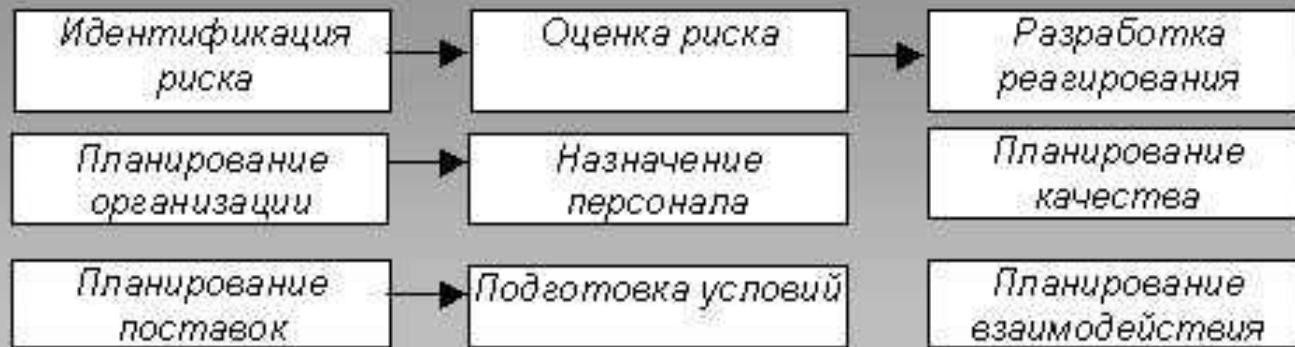 Идентификация
риска
Оценка риска
Разработка
реагирования
Планирование
организации
Назначение
персонала
Планирование
качества
Планирование
поставок
Подготовка условий
Планирование
взаимодействия